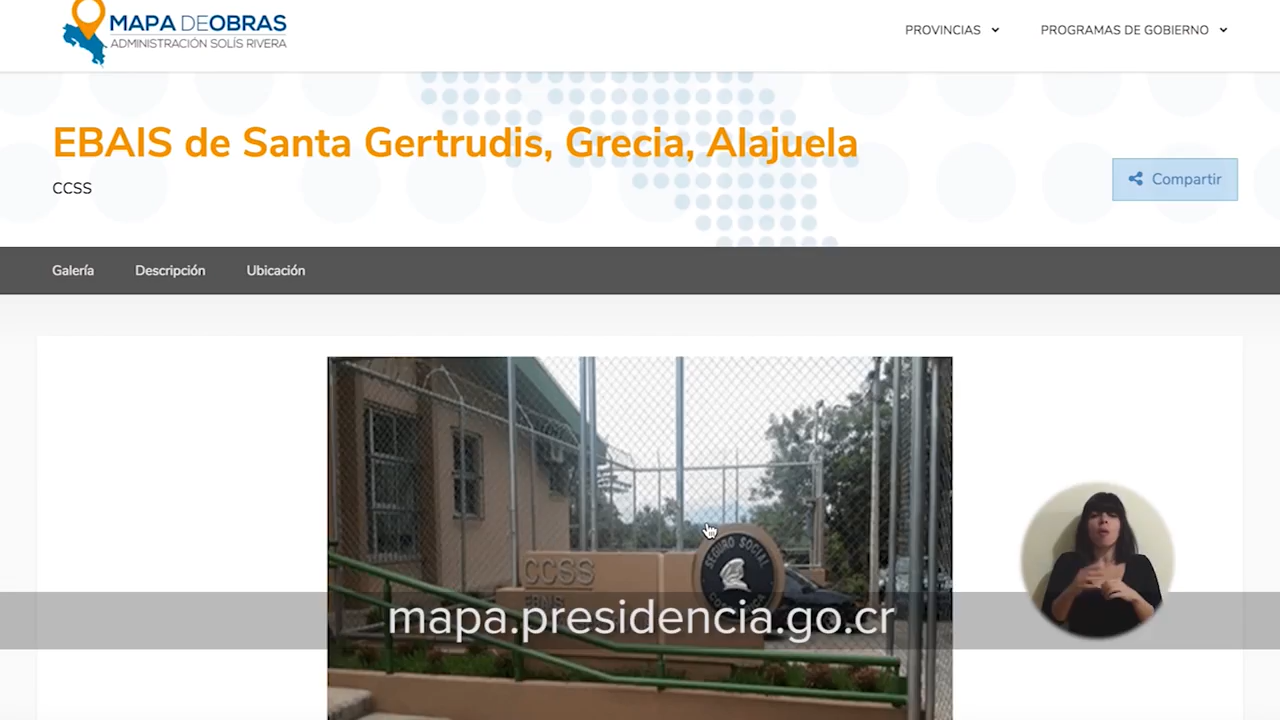 MAPA DEOBRAS
ADMINISTRACIÓN SOLÍS RIVERA
PROVINCIAS
PROGRAMAS DE GOBIERNO
EBAIS de Santa Gertrudis, Grecia, Alajuela
CCSS
Compartir
Galería
Descripción
Ubicación
SEGURO SOCIAL
CCSS
EBAIS
mapa.presidencia.go.cr